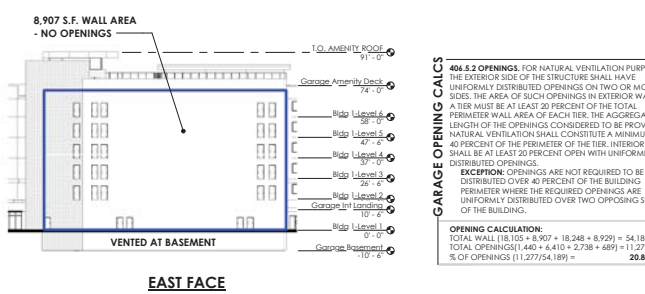 8,907 S.F. WALL AREA
- NO OPENINGS
T.O. AMENITY ROOF
91' - 0"
Garage Amenity Deck
74' - 0"
Bldg 1-Level 6
58' - 0"
Bldg 1-Level 5
47' - 6"
Bldg 1-Level 4
37' - 0"
Bldg 1-Level 3
26' - 6"
Bldg 1-Level 2
Garage Int Landing
10' - 6"
Bldg 1-Level 1
0' - 0"
Garage Basement
-10' - 6"
VENTED AT BASEMENT
EAST FACE
GARAGE OPENING CALCS
406.5.2 OPENINGS. FOR NATURAL VENTILATION PURP
THE EXTERIOR SIDE OF THE STRUCTURE SHALL HAVE
UNIFORMLY DISTRIBUTED OPENINGS ON TWO OR MO
SIDES. THE AREA OF SUCH OPENINGS IN EXTERIOR WA
A TIER MUST BE AT LEAST 20 PERCENT OF THE TOTAL
PERIMETER WALL AREA OF EACH TIER. THE AGGREGA
LENGTH OF THE OPENINGS CONSIDERED TO BE PROV
NATURAL VENTILATION SHALL CONSTITUTE A MINIMU
40 PERCENT OF THE PERIMETER OF THE TIER. INTERIOR
SHALL BE AT LEAST 20 PERCENT OPEN WITH UNIFORM
DISTRIBUTED OPENINGS.
EXCEPTION: OPENINGS ARE NOT REQUIRED TO BE
DISTRIBUTED OVER 40 PERCENT OF THE BUILDING
PERIMETER WHERE THE REQUIRED OPENINGS ARE
UNIFORMLY DISTRIBUTED OVER TWO OPPOSING S
OF THE BUILDING.
OPENING CALCULATION:
TOTAL WALL (18,105 + 8,907 + 18,248 + 8,929) = 54,18
TOTAL OPENINGS(1,440 + 6,410 + 2,738 + 689) = 11,27
% OF OPENINGS (11,277/54,189) = 20.8